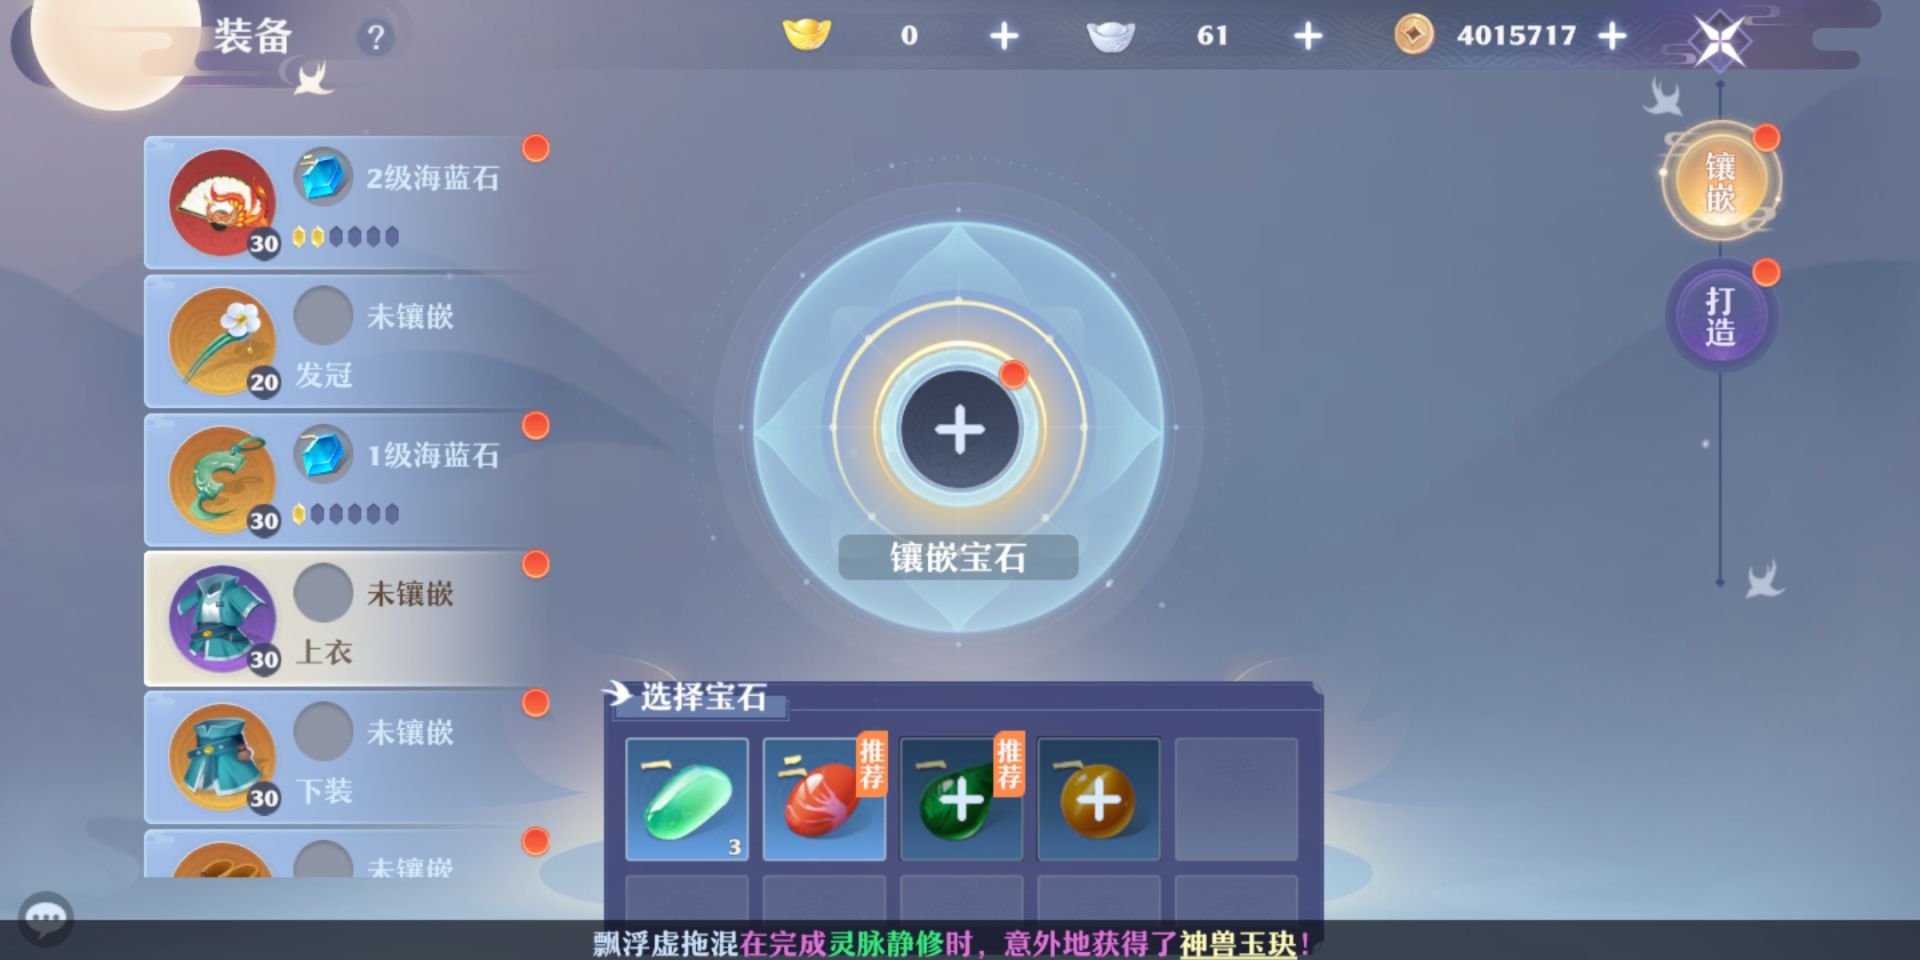 装备
?
0
61
4015717
2级海蓝石
30
未镶嵌
20
发冠
1级海蓝石
30
未镶嵌
30
上衣
未镶嵌
30
下装
未镶嵌
镶嵌宝石
选择宝石
一
3
二
推荐
一
推荐
一
镶嵌
打造
飘浮虚拖混在完成灵脉静修时，意外地获得了神兽玉玦！